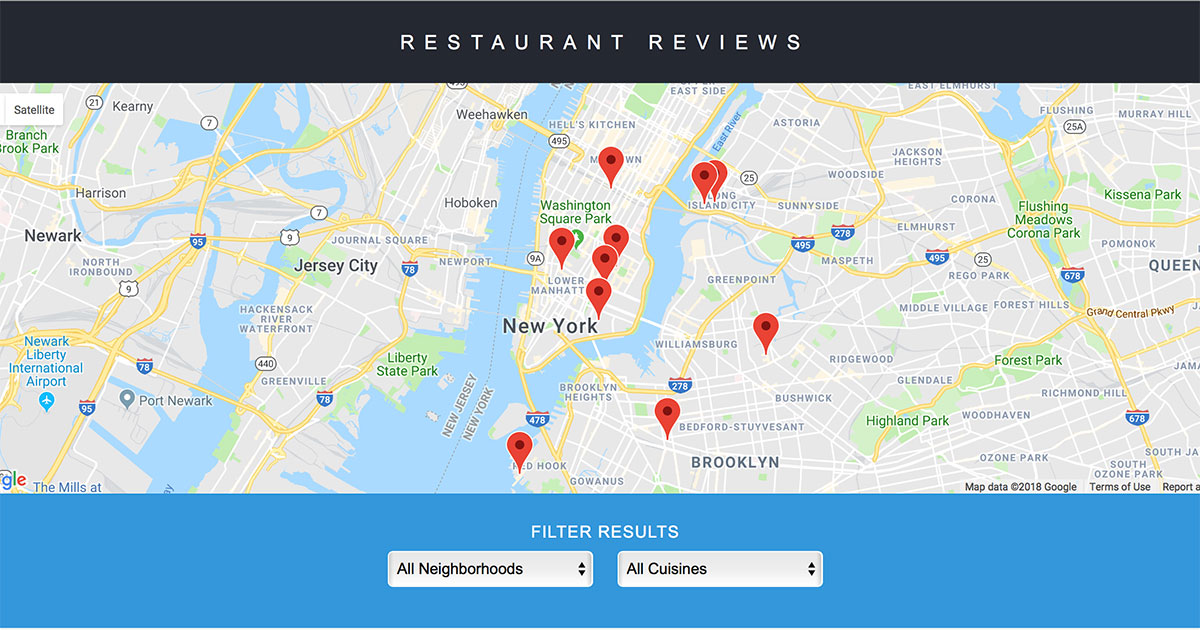 RESTAURANT REVIEWS
Satellite
21
Kearny
7
Branch
Brook Park
Harrison
Newark
95
9
7
JOURNAL SQUARE
Jersey City
78
NEWPORT
NORTH
IRONBOUND
9
HACKENSACK
RIVER
WATERFRONT
Newark
Liberty
International
Airport
78
95
Port Newark
440
GREENVILLE
78
Liberty
State Park
NEW JERSEY
NEW YORK
The Mills at
gle
Weehawken
Hoboken
495
HELL'S KITCHEN
EAST SIDE
East River
Washington
Square Park
9A
LOWER
MANHATT
New York
ASTORIA
25
ISLAND CITY
SUNNYSIDE
WOODSIDE
JACKSON
HEIGHTS
EAST ELMHURST
FLUSHING
25A
MURRAY HILL
CORONA
Flushing
Meadows
Corona Park
Kissena Park
ELMHURST
278
495
495
MASPETH
25
REGO PARK
POMONOK
QUEEN
678
GREENPOINT
MIDDLE VILLAGE
FOREST HILLS
Grand Central Pkwy
WILLIAMSBURG
RIDGEWOOD
Forest Park
JAMA
GLENDALE
278
BROOKLYN
HEIGHTS
BUSHWICK
RICHMOND HILL
WOODHAVEN
Highland Park
678
478
BEDFORD-STUYVESANT
BROOKLYN
HOOK
GOWANUS
OZONE PARK
SOUTH
OZONE PARK
SOUTH JA
Map data ©2018 Google
Terms of Use
Report a
FILTER RESULTS
All Neighborhoods
All Cuisines